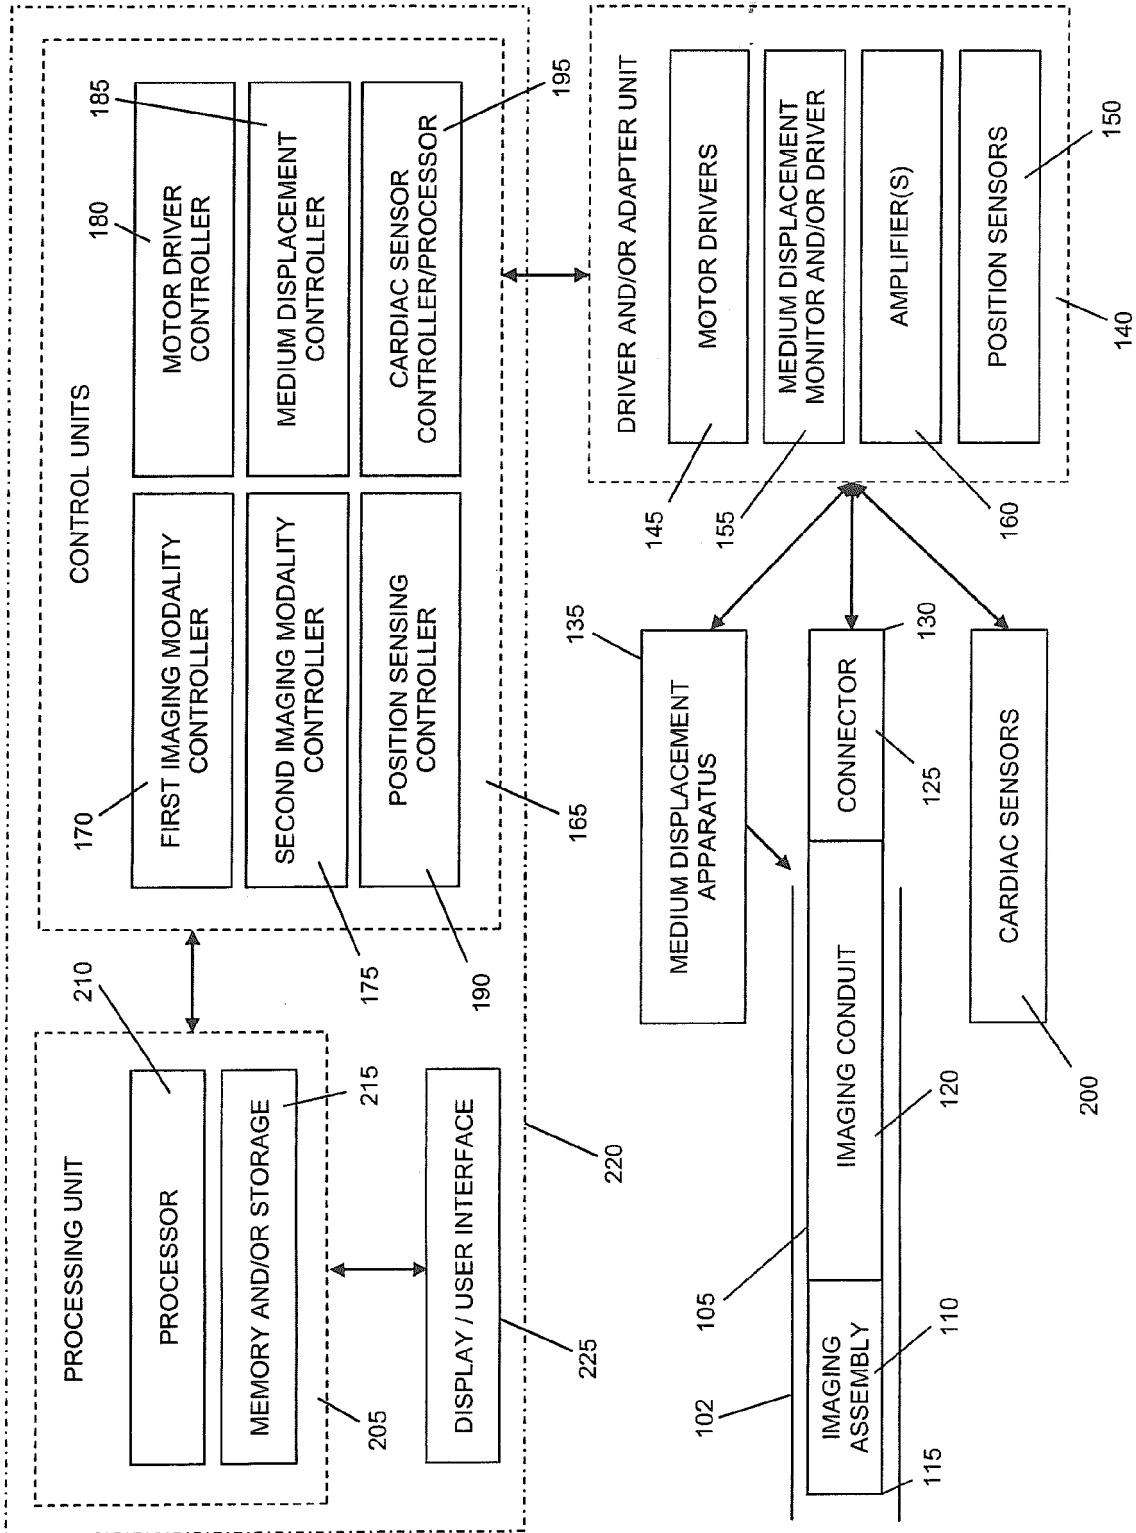 PROCESSING UNIT
PROCESSOR
210
MEMORY AND/OR STORAGE
215
205
DISPLAY / USER INTERFACE
225
220
CONTROL UNITS
170
FIRST IMAGING MODALITY
CONTROLLER
180
MOTOR DRIVER
CONTROLLER
185
SECOND IMAGING MODALITY
CONTROLLER
175
MEDIUM DISPLACEMENT
CONTROLLER
POSITION SENSING
CONTROLLER
190
165
CARDIAC SENSOR
CONTROLLER/PROCESSOR
195
DRIVER AND/OR ADAPTER UNIT
MOTOR DRIVERS
145
MEDIUM DISPLACEMENT
MONITOR AND/OR DRIVER
155
AMPLIFIER(S)
160
POSITION SENSORS
150
140
135
MEDIUM DISPLACEMENT
APPARATUS
102
105
IMAGING
ASSEMBLY
110
115
IMAGING CONDUIT
120
CONNECTOR
125
130
CARDIAC SENSORS
200